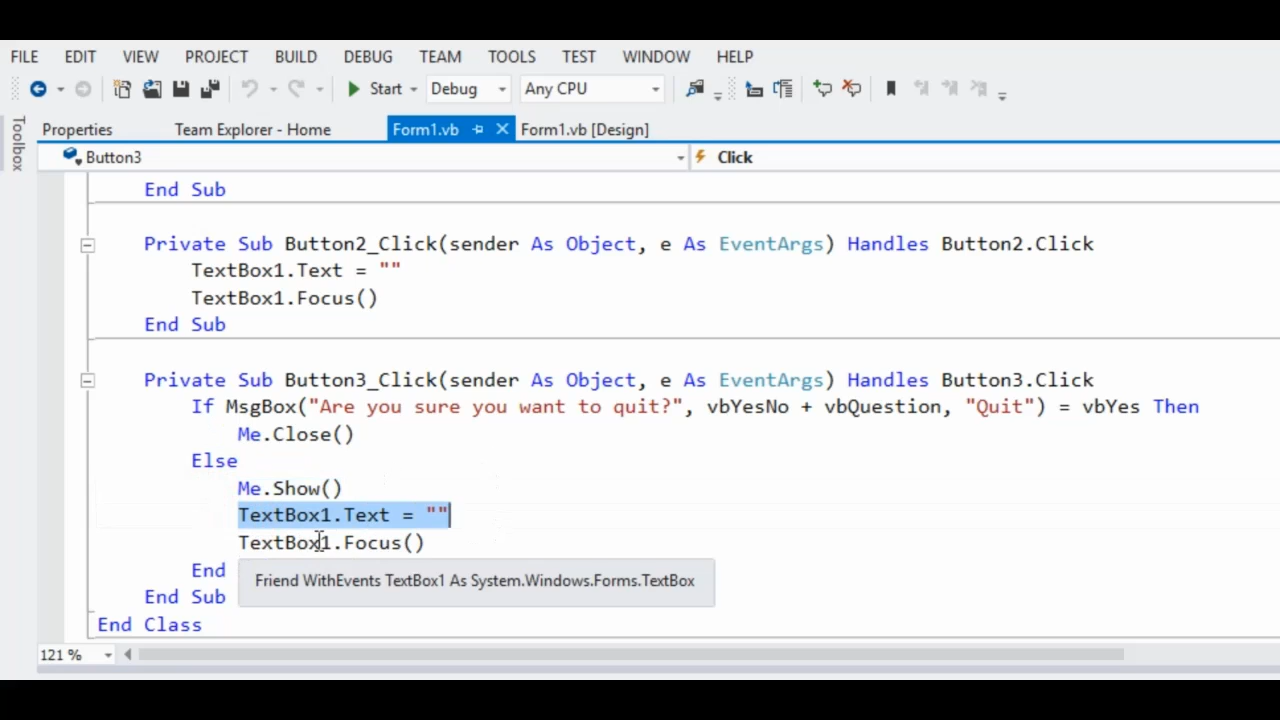 FILE EDIT VIEW PROJECT BUILD DEBUG TEAM TOOLS TEST WINDOW HELP
Start Debug Any CPU
Toolbox
Properties Team Explorer - Home Form1.vb Form1.vb [Design]
Button3 Click
End Sub
Private Sub Button2_Click(sender As Object, e As EventArgs) Handles Button2.Click
TextBox1.Text = ""
TextBox1.Focus()
End Sub
Private Sub Button3_Click(sender As Object, e As EventArgs) Handles Button3.Click
If MsgBox("Are you sure you want to quit?", vbYesNo + vbQuestion, "Quit") = vbYes Then
Me.Close()
Else
Me.Show()
TextBox1.Text = ""
TextBox1.Focus()
End
Friend WithEvents TextBox1 As System.Windows.Forms.TextBox
End Sub
End Class
121 %